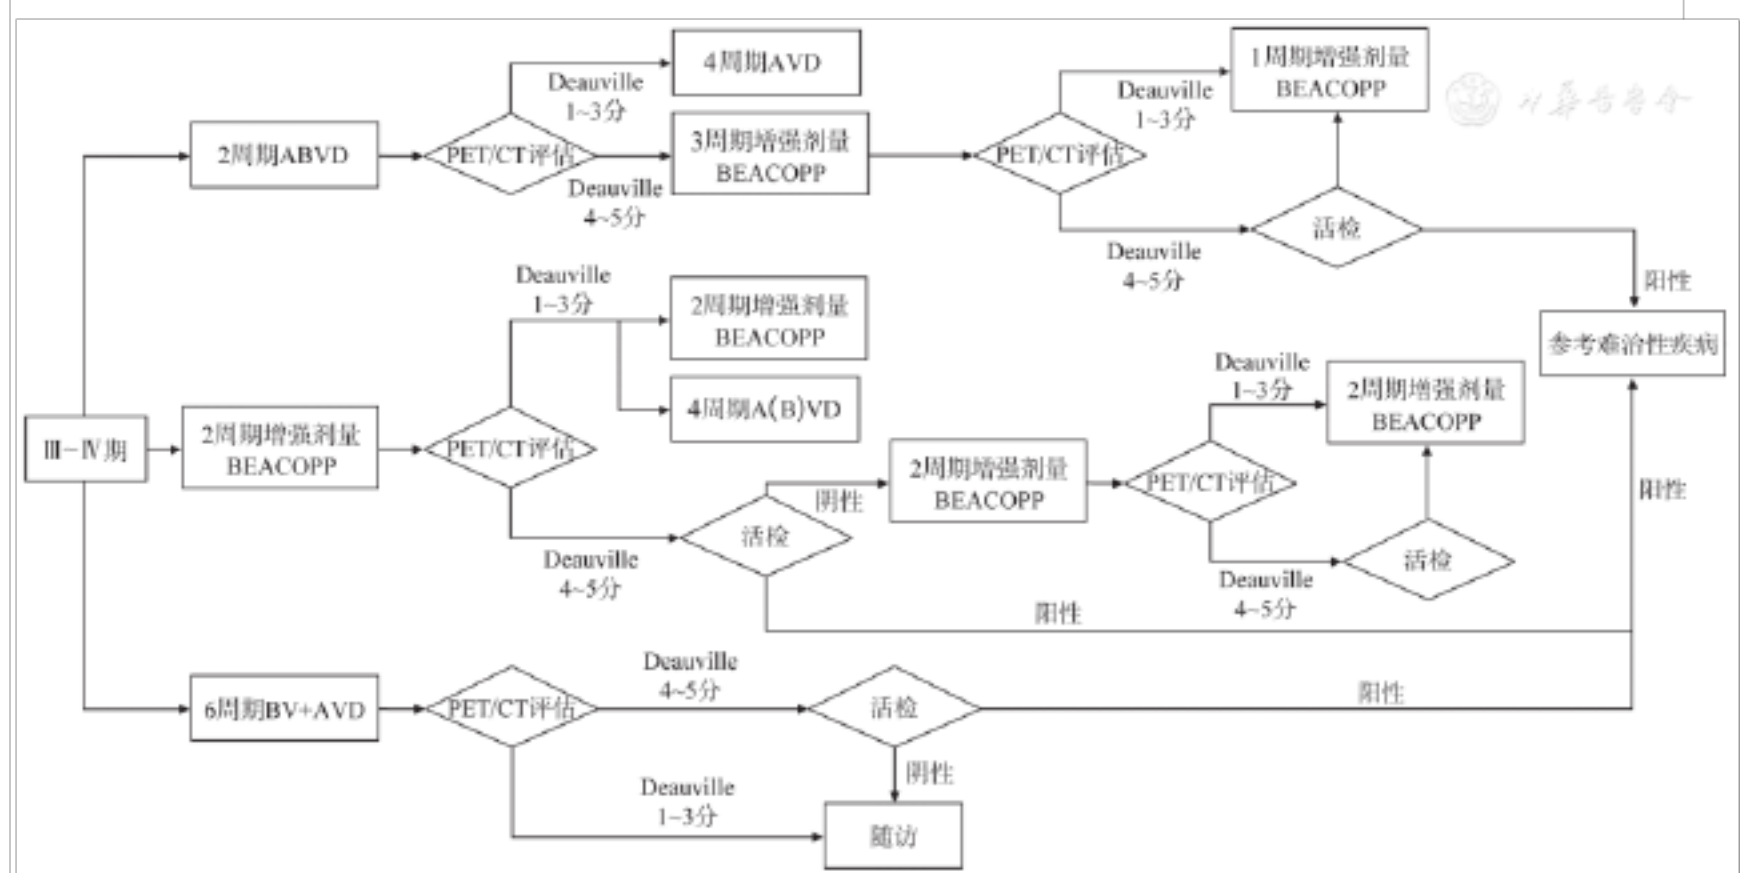 4周期AVD
Deauville
1~3分
2周期ABVD
PET/CT评估
3周期增强剂量
BEACOPP
Deauville
4~5分
PET/CT评估
Deauville
1~3分
1周期增强剂量
BEACOPP
Deauville
4~5分
活检
阳性
参考难治性疾病
Deauville
1~3分
2周期增强剂量
BEACOPP
4周期A(B)VD
Ⅲ-Ⅳ期
2周期增强剂量
BEACOPP
PET/CT评估
Deauville
4~5分
活检
阴性
2周期增强剂量
BEACOPP
PET/CT评估
Deauville
1~3分
2周期增强剂量
BEACOPP
Deauville
4~5分
活检
阳性
阳性
6周期BV+AVD
PET/CT评估
Deauville
4~5分
活检
阳性
阴性
Deauville
1~3分
随访